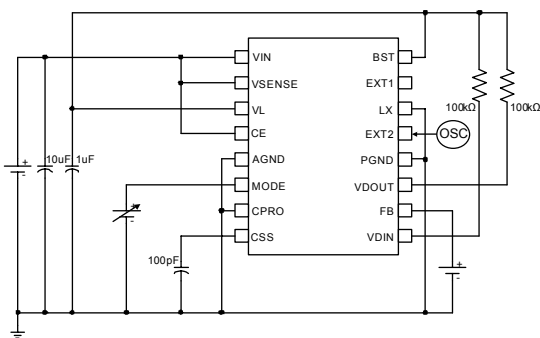 VIN BST
VSENSE EXT1
VL LX
100kΩ 100kΩ
CE EXT2 OSC
10uF 1uF AGND PGND
MODE VDOUT
CPRO FB
CSS VDIN
100pF
+ - + - + -